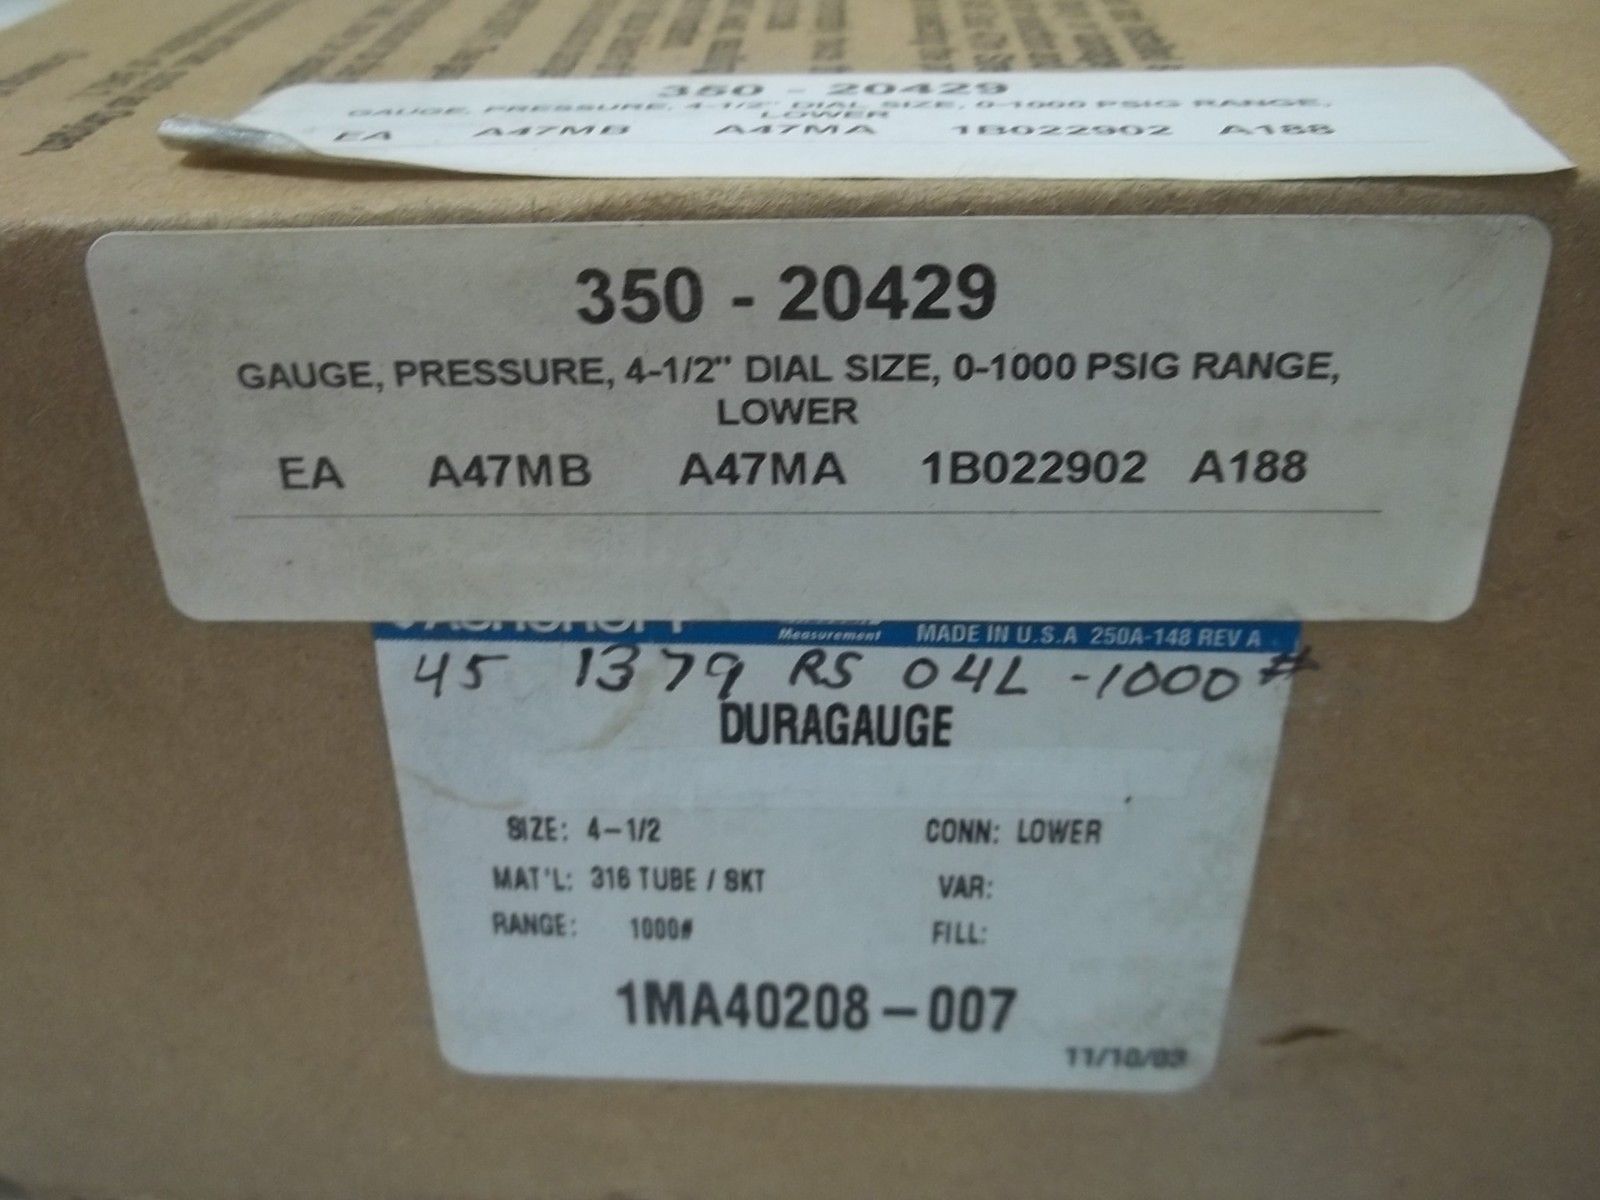 350 - 20429
GAUGE, PRESSURE, 4-1/2" DIAL SIZE, 0-1000 PSIG RANGE,
LOWER
EA A47MB A47MA 1B022902 A188
350 - 20429
GAUGE, PRESSURE, 4-1/2" DIAL SIZE, 0-1000 PSIG RANGE,
LOWER
EA A47MB A47MA 1B022902 A188
Measurement MADE IN U.S.A 250A-148 REV A
45 1379 RS 04L -1000#
DURAGAUGE
SIZE: 4-1/2 CONN: LOWER
MAT'L: 316 TUBE / SKT VAR:
RANGE: 1000# FILL:
1MA40208-007
11/10/03